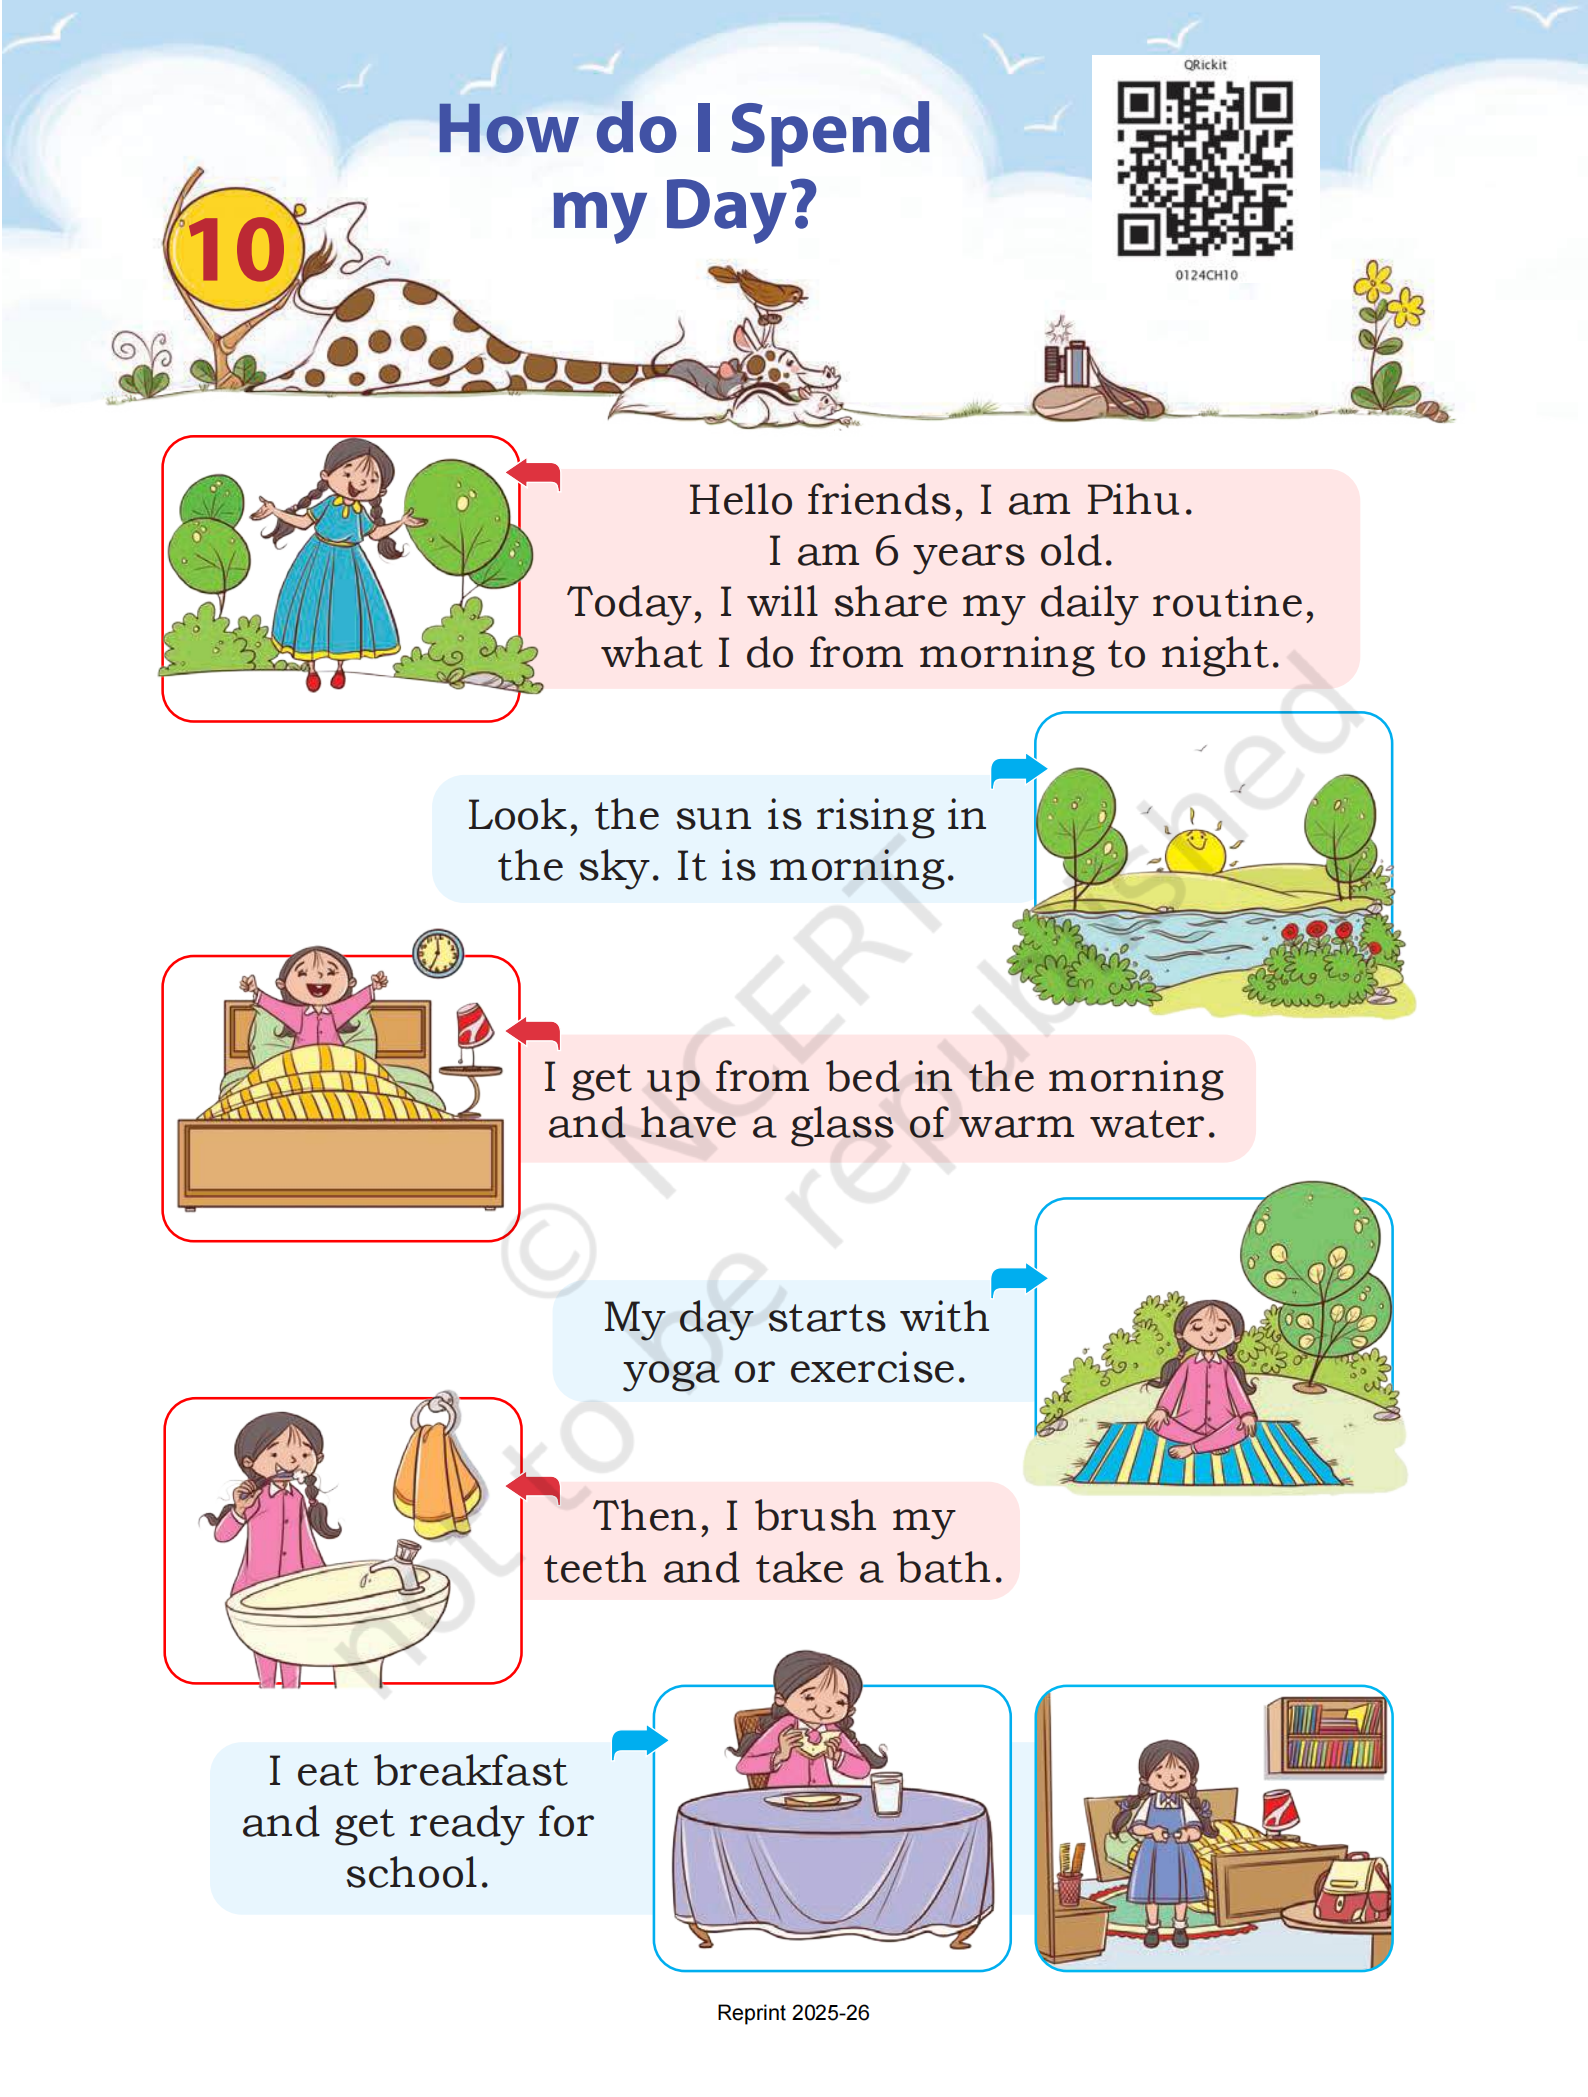 QRickit
How do I Spend
my Day?
0124CH10
10
Hello friends, I am Pihu.
I am 6 years old.
Today, I will share my daily routine,
what I do from morning to night.
Look, the sun is rising in
the sky. It is morning.
I get up from bed in the morning
and have a glass of warm water.
My day starts with
yoga or exercise.
Then, I brush my
teeth and take a bath.
I eat breakfast
and get ready for
school.
© NCERT
not to be republished
Reprint 2025-26